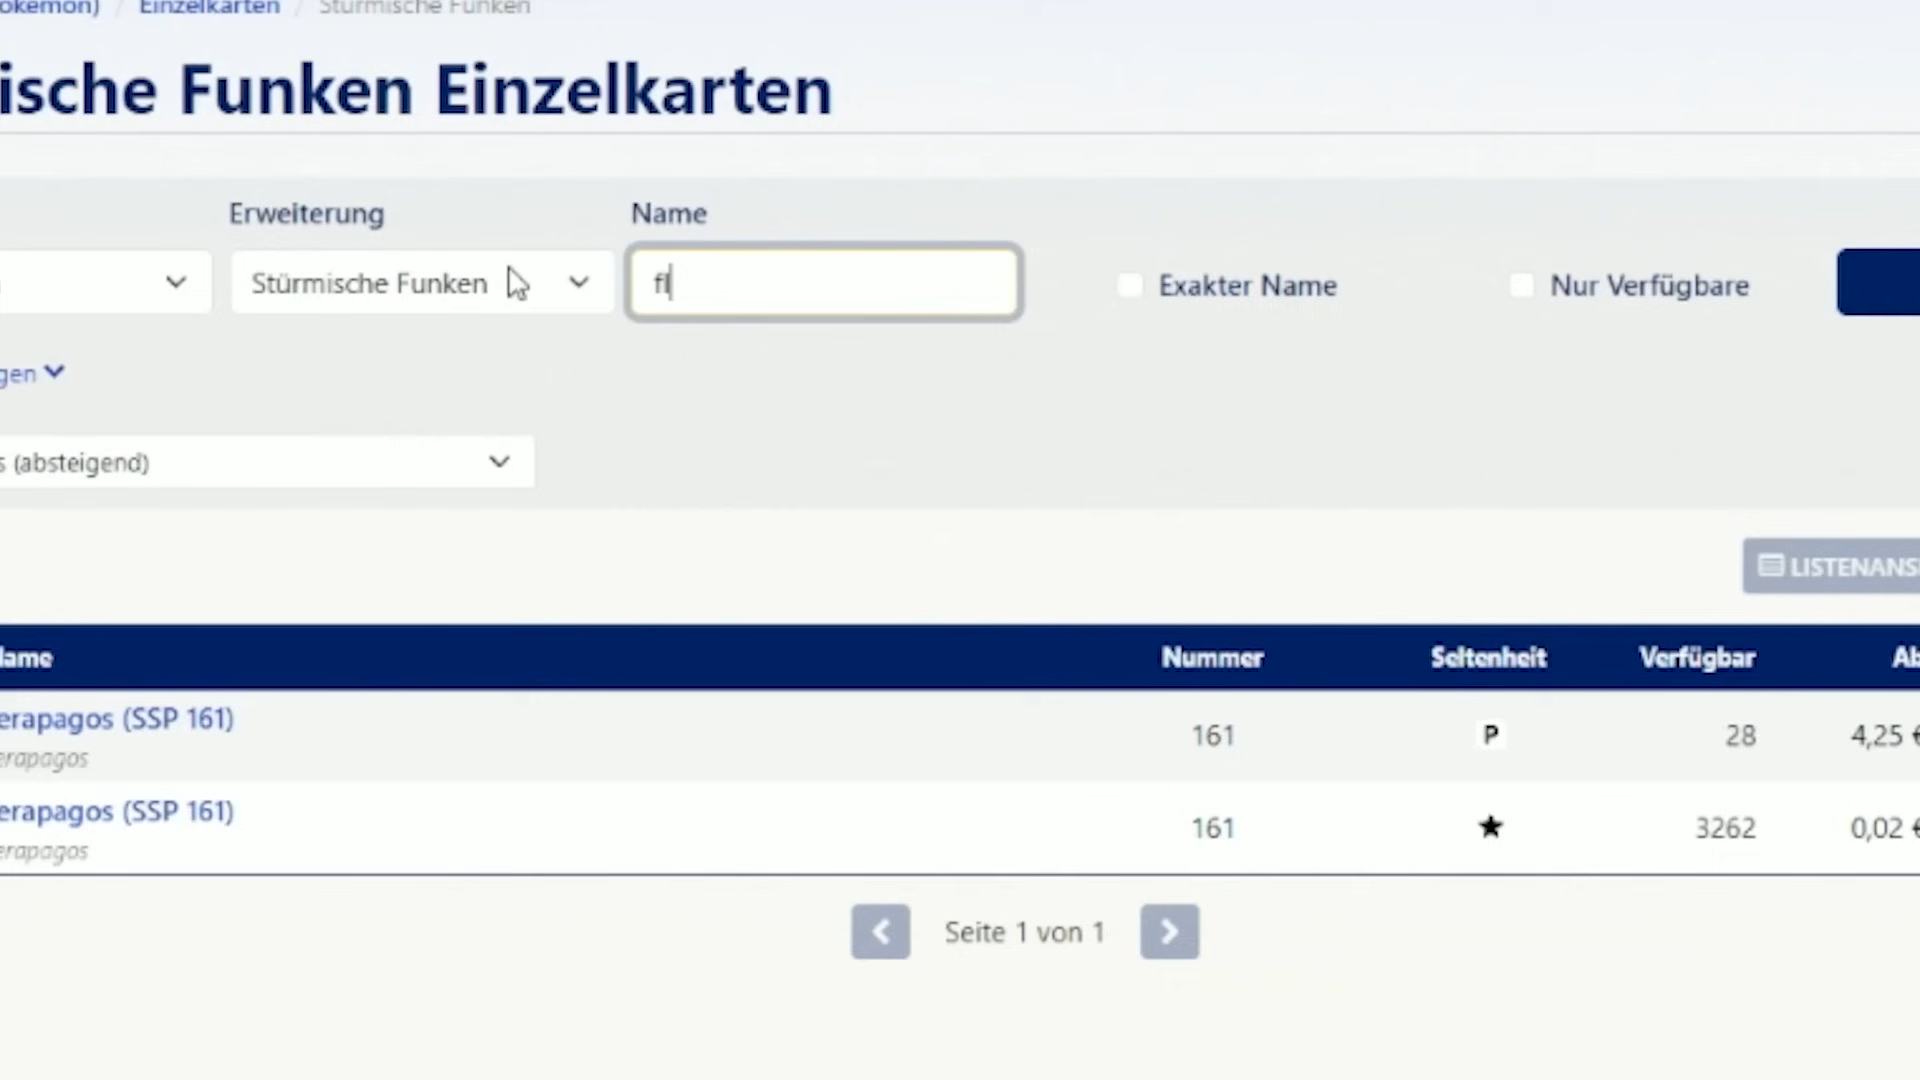 okémon) / Einzelkarten / Stürmische Funken
ische Funken Einzelkarten
Erweiterung Name
Stürmische Funken fl Exakter Name Nur Verfügbare
gen
s (absteigend)
LISTENANS
lame Nummer Seltenheit Verfügbar Ab
erapagos (SSP 161) 161 P 28 4,25 €
erapagos
erapagos (SSP 161) 161 ★ 3262 0,02 €
erapagos
Seite 1 von 1